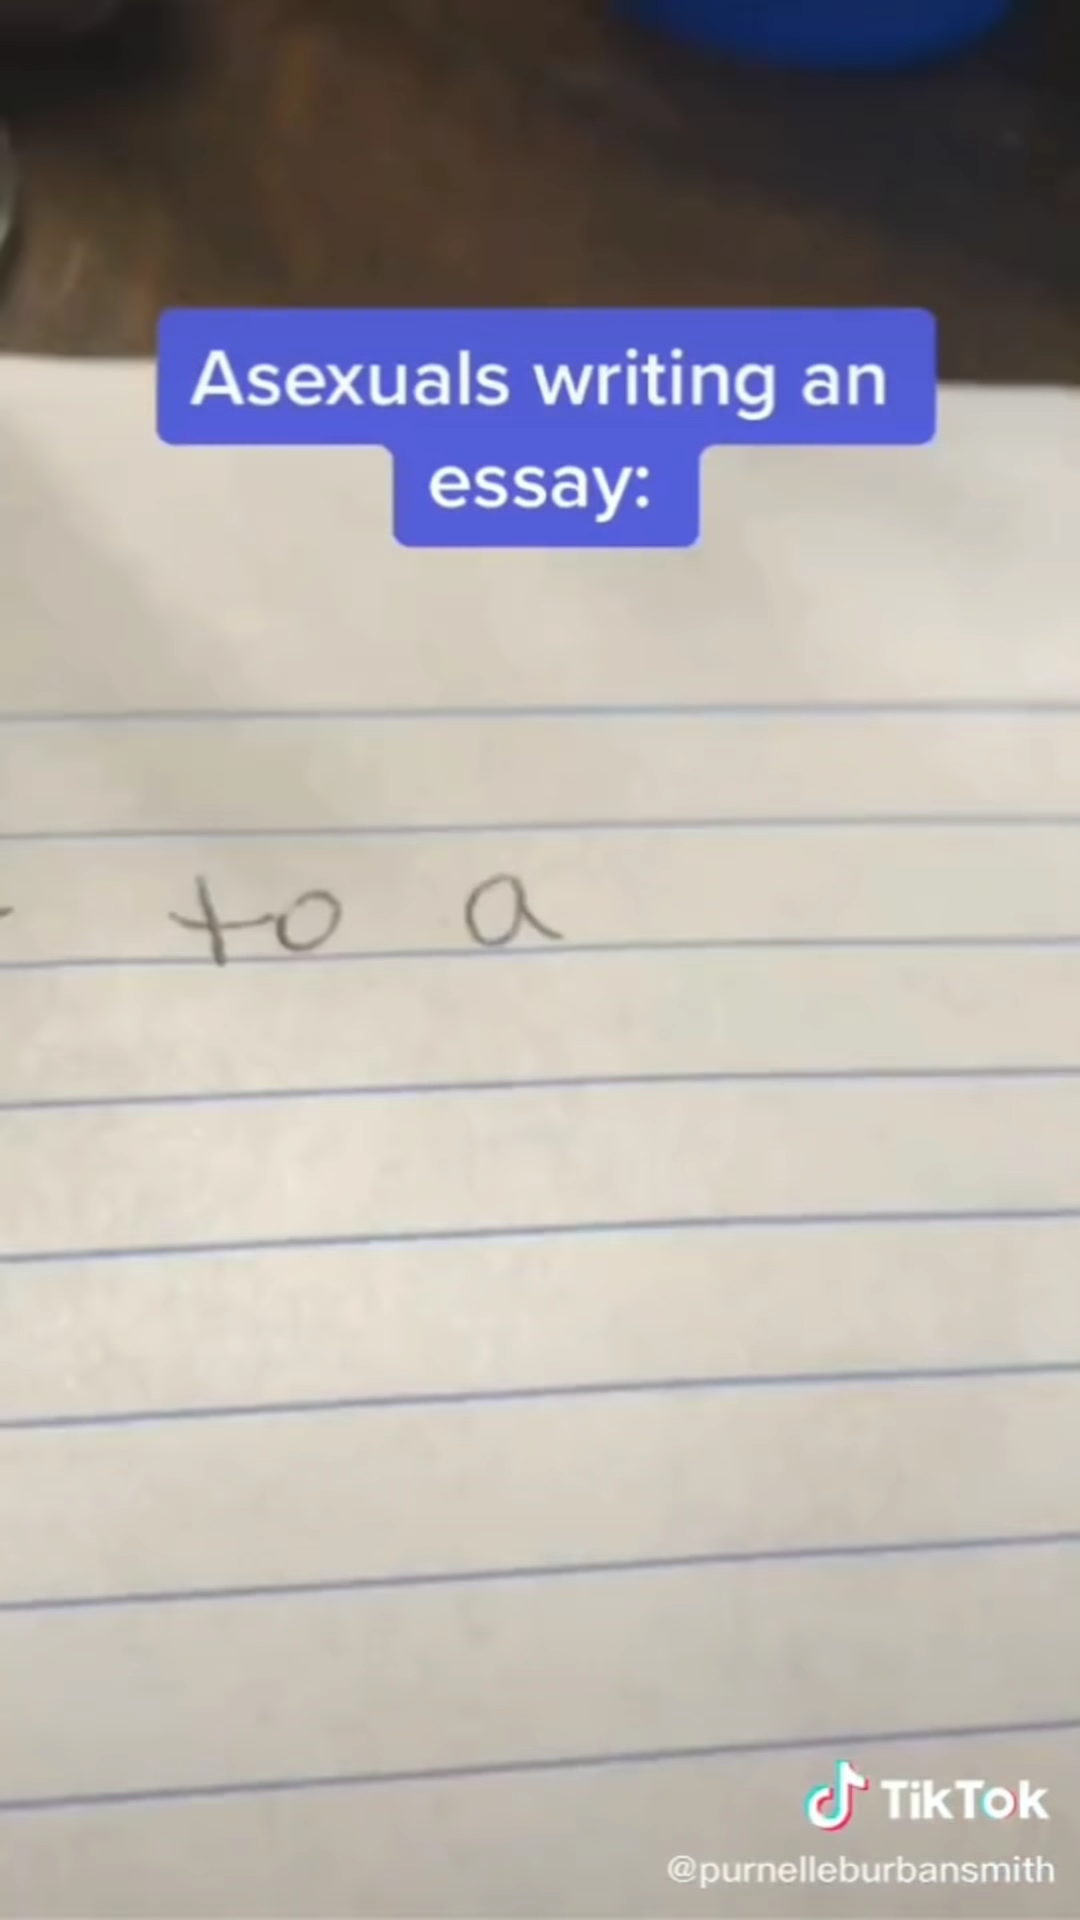 Asexuals writing an
essay:
to a
TikTok
@purnelleburbansmith